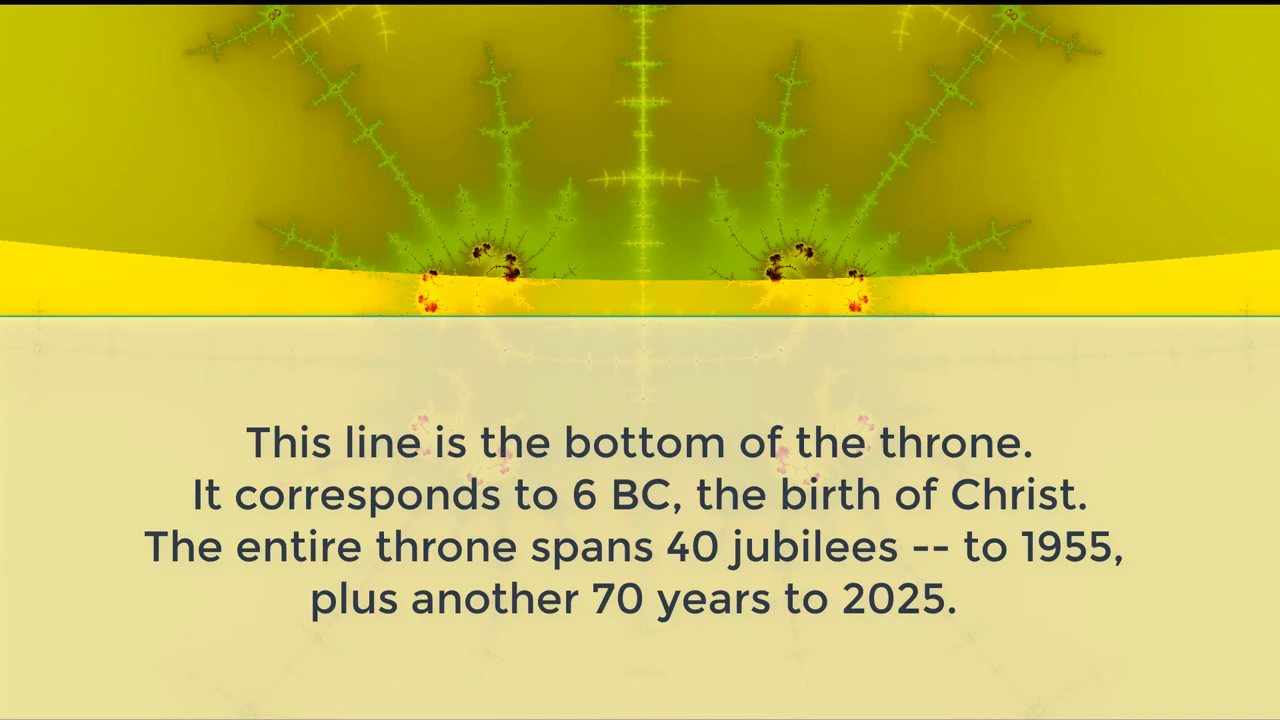 This line is the bottom of the throne.
It corresponds to 6 BC, the birth of Christ.
The entire throne spans 40 jubilees -- to 1955,
plus another 70 years to 2025.